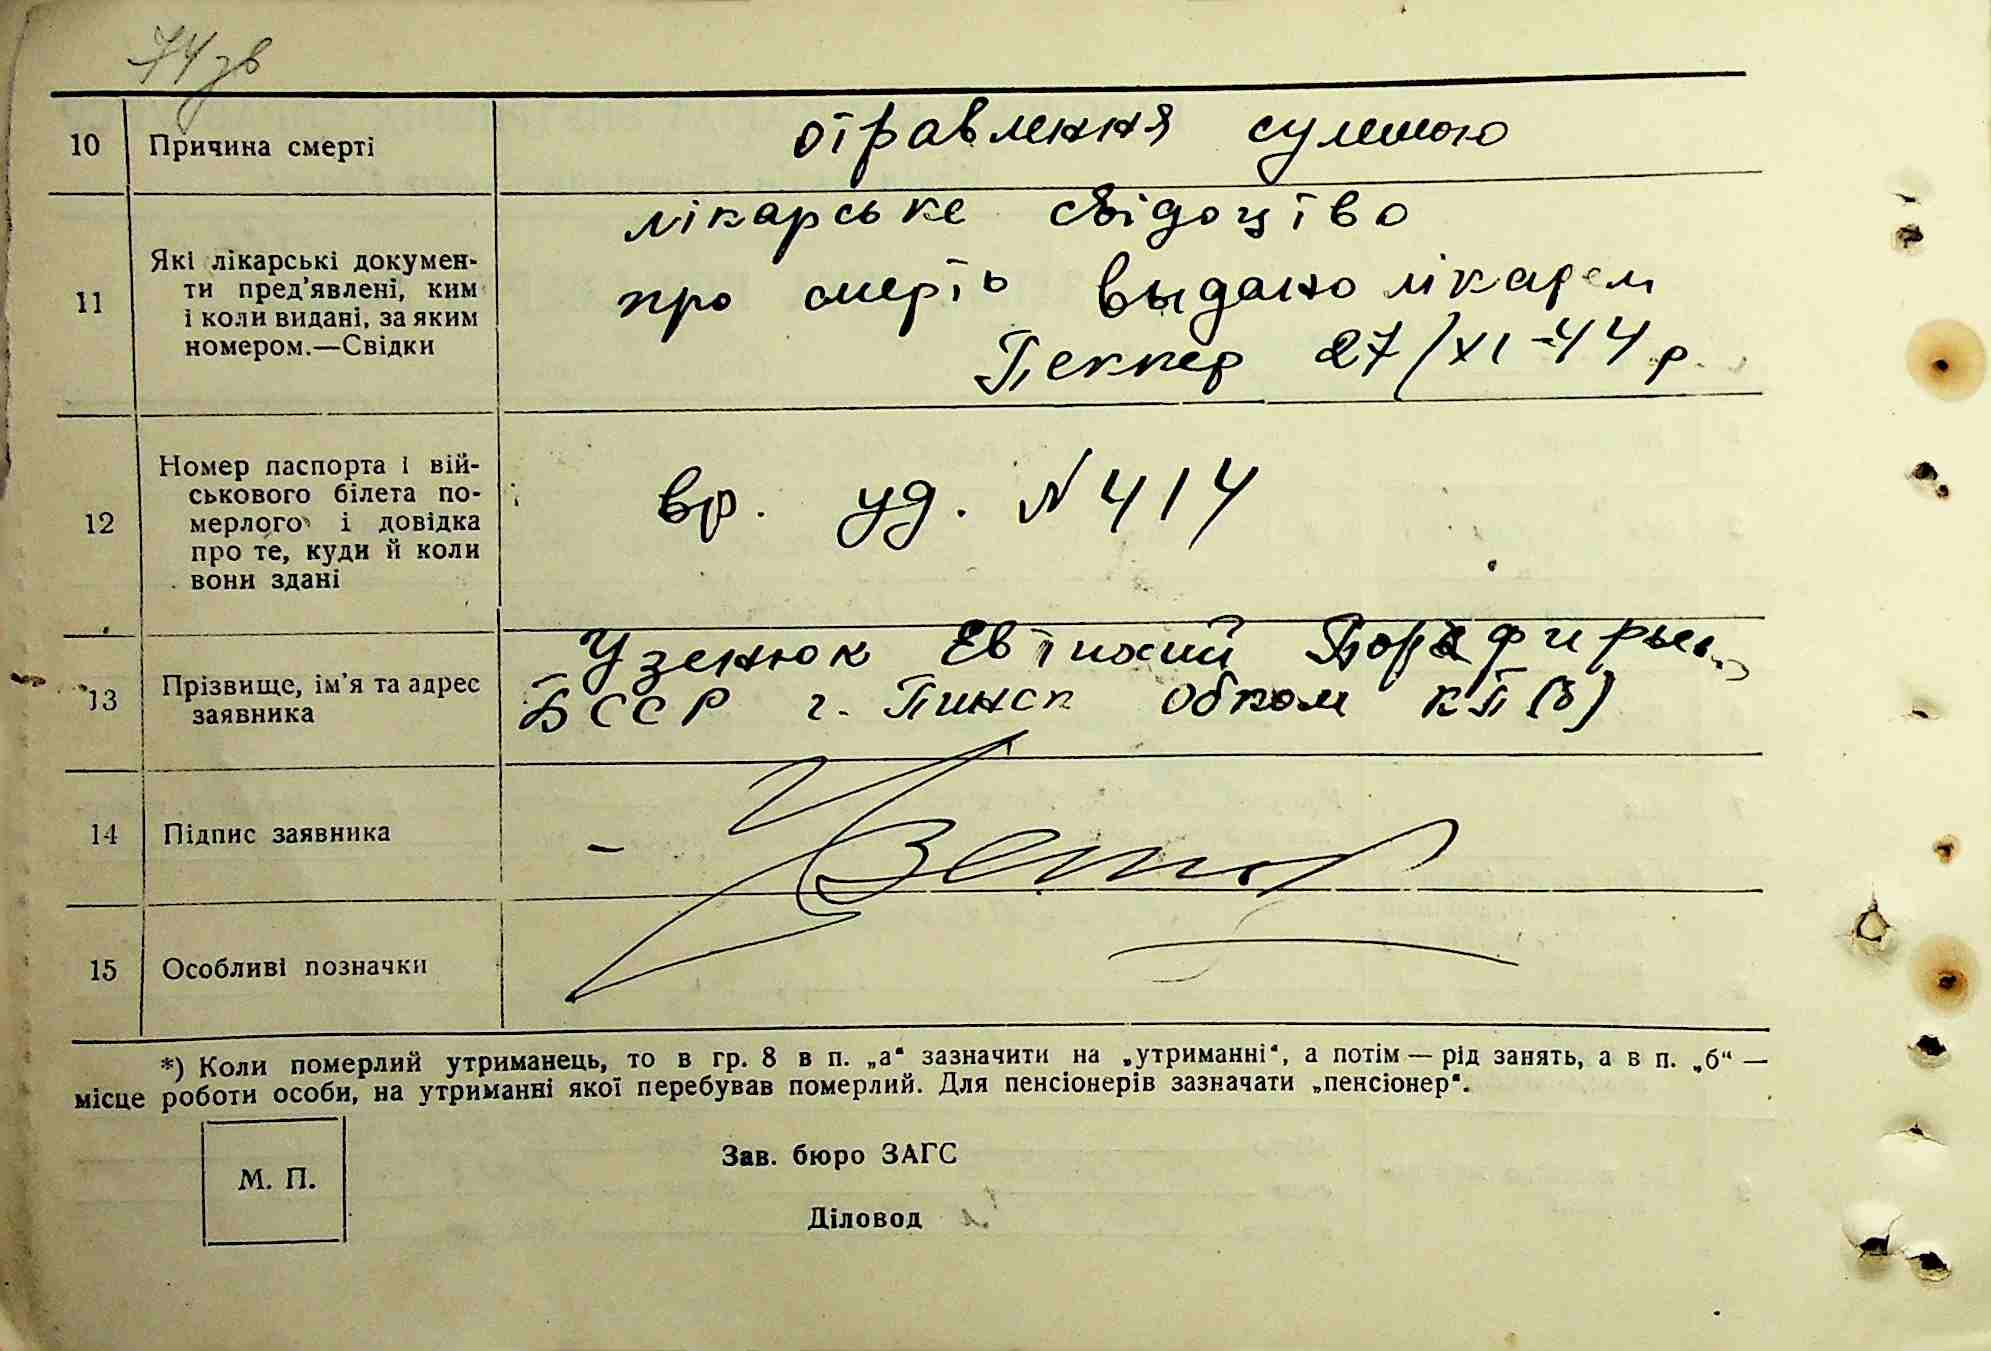 74 зв
10 Причина смерті отравлення сулемою
11 Які лікарські докумен-
ти пред'явлені, ким
і коли видані, за яким
номером.—Свідки
лікарське свідоцтво
про смерть выдано лікарем
Пеккер 27/XI-44 р.
12 Номер паспорта і вій-
ськового білета по-
мерлого і довідка
про те, куди й коли
вони здані
вр. уд. N 414
13 Прізвище, ім'я та адрес
заявника
Узенюк Евтихий
БССР г. Пинск Обком КП(б)
14 Підпис заявника
15 Особливі позначки
*) Коли померлий утриманець, то в гр. 8 в п. „а" зазначити на „утриманні", а потім — рід занять, а в п. „б" —
місце роботи особи, на утриманні якої перебував померлий. Для пенсіонерів зазначати „пенсіонер".
М. П.
Зав. бюро ЗАГС
Діловод